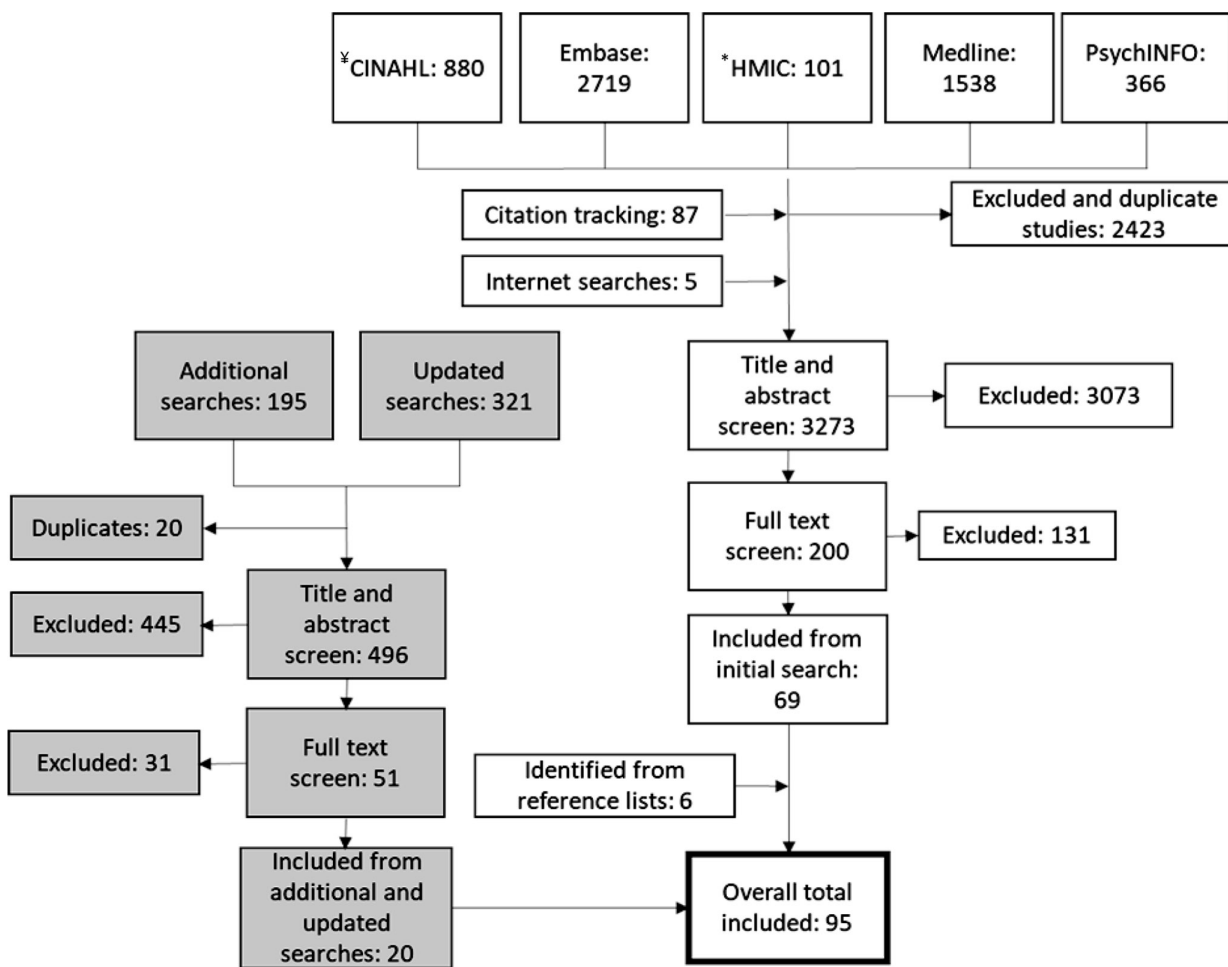 ¥CINAHL: 880
Embase:
2719
*HMIC: 101
Medline:
1538
PsychINFO:
366
Citation tracking: 87
Excluded and duplicate
studies: 2423
Internet searches: 5
Additional
searches: 195
Updated
searches: 321
Title and
abstract
screen: 3273
Excluded: 3073
Duplicates: 20
Full text
screen: 200
Excluded: 131
Title and
abstract
screen: 496
Excluded: 445
Included from
initial search:
69
Full text
screen: 51
Excluded: 31
Identified from
reference lists: 6
Included from
additional and
updated
searches: 20
Overall total
included: 95